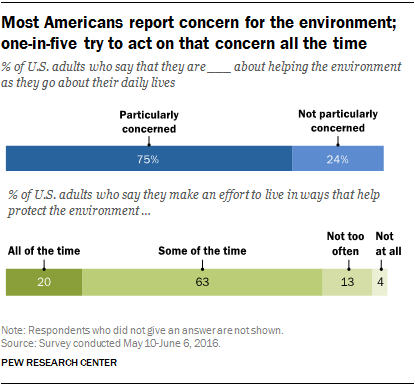 Most Americans report concern for the environment;
one-in-five try to act on that concern all the time
% of U.S. adults who say that they are ___ about helping the environment
as they go about their daily lives
Particularly
concerned
Not particularly
concerned
75%
24%
% of U.S. adults who say they make an effort to live in ways that help
protect the environment ...
All of the time
Some of the time
Not too
often
Not
at all
20
63
13
4
Note: Respondents who did not give an answer are not shown.
Source: Survey conducted May 10-June 6, 2016.
PEW RESEARCH CENTER